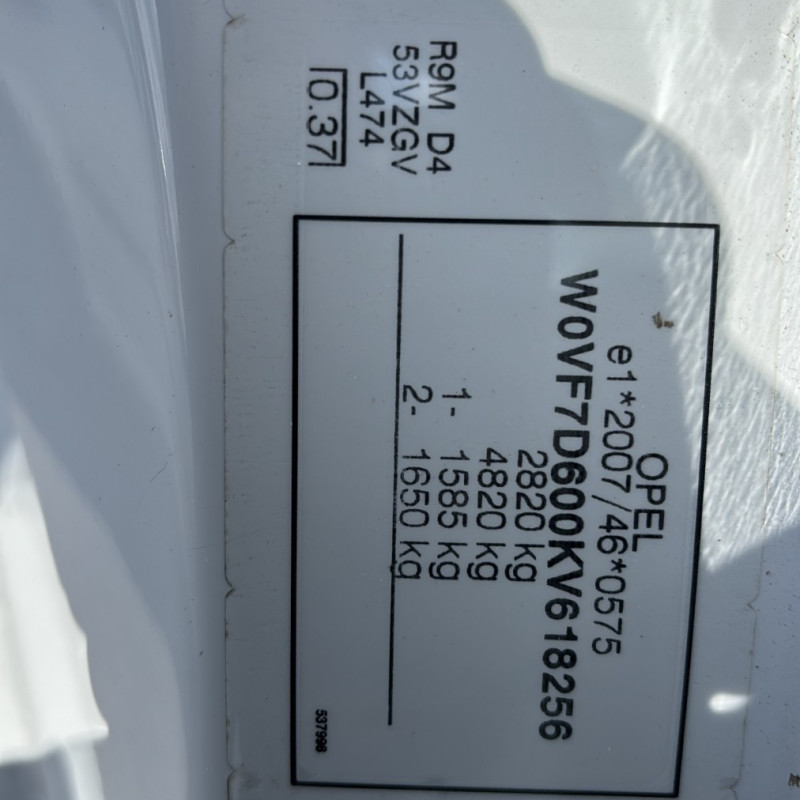 R9M D4
53VZGV
L474
0.37
OPEL
e1*2007/46*0575
W0VF7D600KV618256
2820 kg
4820 kg
1- 1585 kg
2- 1650 kg
537998